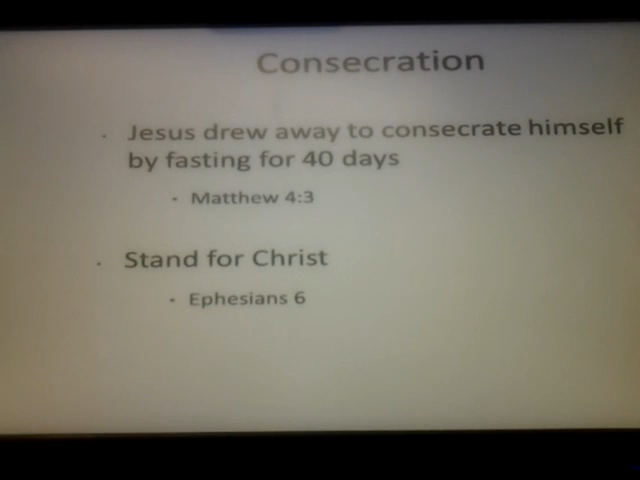 Consecration
· Jesus drew away to consecrate himself
by fasting for 40 days
· Matthew 4:3
· Stand for Christ
· Ephesians 6